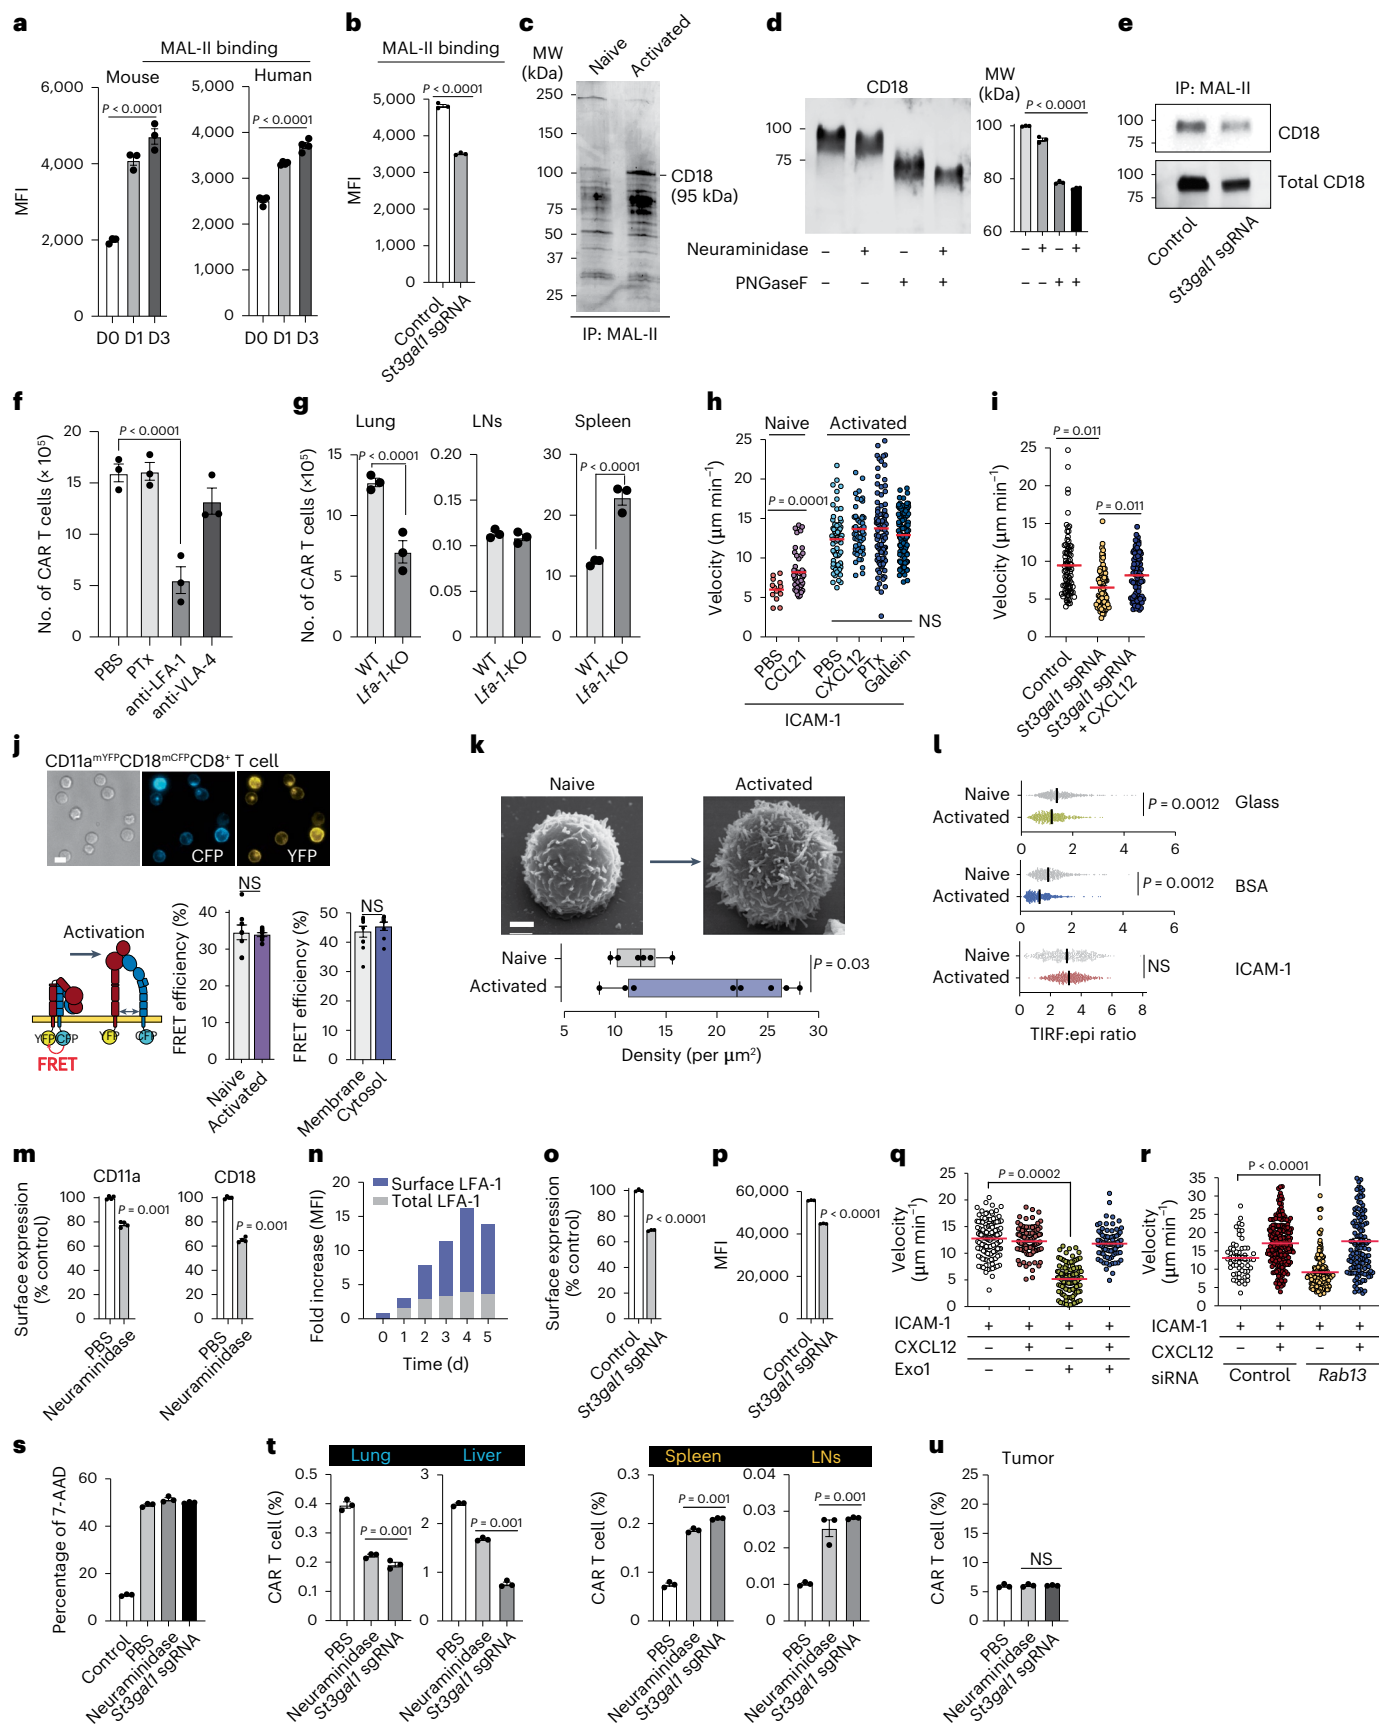 a
MAL-II binding
Mouse
Human
MFI
6,000
4,000
2,000
0
P < 0.0001
D0 D1 D3
5,000
4,000
3,000
2,000
1,000
0
P < 0.0001
D0 D1 D3
b
MAL-II binding
P < 0.0001
MFI
5,000
4,000
3,000
2,000
1,000
0
Control
St3gal1 sgRNA
c
MW
(kDa)
Naive
Activated
250
150
100
75
50
37
25
CD18
(95 kDa)
IP: MAL-II
d
CD18
100
75
Neuraminidase – + – +
PNGaseF – – + +
MW
(kDa)
P < 0.0001
100
80
60
– + – +
– – + +
e
IP: MAL-II
100
75
CD18
100
75
Total CD18
Control
St3gal1 sgRNA
f
No. of CAR T cells (× 10⁵)
20
15
10
5
0
P < 0.0001
PBS
PTx
anti-LFA-1
anti-VLA-4
g
No. of CAR T cells (×10⁵)
Lung
15
10
5
0
P < 0.0001
WT
Lfa-1-KO
LNs
0.20
0.15
0.10
0.05
0
WT
Lfa-1-KO
Spleen
30
20
10
0
P < 0.0001
WT
Lfa-1-KO
h
Naive
Activated
Velocity (µm min⁻¹)
25
20
15
10
5
0
P = 0.0001
NS
PBS
CCL21
PBS
CXCL12
PTx
Gallein
ICAM-1
i
P = 0.011
P = 0.011
Velocity (µm min⁻¹)
25
20
15
10
5
0
Control
St3gal1 sgRNA
St3gal1 sgRNA
+ CXCL12
j
CD11a^mYFP CD18^mCFP CD8⁺ T cell
CFP
YFP
Activation
YFP
CFP
YFP
CFP
FRET
FRET efficiency (%)
40
30
20
10
0
NS
Naive
Activated
FRET efficiency (%)
50
40
30
20
10
0
NS
Membrane
Cytosol
k
Naive
Activated
Naive
Activated
P = 0.03
5 10 15 20 25 30
Density (per µm²)
l
Naive
Activated
P = 0.0012
Glass
0 2 4 6
Naive
Activated
P = 0.0012
BSA
0 2 4 6
Naive
Activated
NS
ICAM-1
0 2 4 6 8
TIRF:epi ratio
m
Surface expression
(% control)
CD11a
100
80
60
40
20
0
P = 0.001
PBS
Neuraminidase
CD18
100
80
60
40
20
0
P = 0.001
PBS
Neuraminidase
n
Fold increase (MFI)
20
15
10
5
0
Surface LFA-1
Total LFA-1
0 1 2 3 4 5
Time (d)
o
Surface expression
(% control)
100
80
60
40
20
0
P < 0.0001
Control
St3gal1 sgRNA
p
MFI
60,000
40,000
20,000
0
P < 0.0001
Control
St3gal1 sgRNA
q
P = 0.0002
Velocity
(µm min⁻¹)
25
20
15
10
5
0
ICAM-1 + + + +
CXCL12 – + – +
Exo1 – – + +
r
P < 0.0001
Velocity
(µm min⁻¹)
35
30
25
20
15
10
5
0
ICAM-1 + + + +
CXCL12 – + – +
siRNA Control Rab13
s
Percentage of 7-AAD
60
40
20
0
Control
PBS
Neuraminidase
St3gal1 sgRNA
t
Lung
Liver
CAR T cell (%)
0.5
0.4
0.3
0.2
0.1
0
P = 0.001
PBS
Neuraminidase
St3gal1 sgRNA
3
2
1
0
P = 0.001
PBS
Neuraminidase
St3gal1 sgRNA
Spleen
LNs
CAR T cell (%)
0.3
0.2
0.1
0
P = 0.001
PBS
Neuraminidase
St3gal1 sgRNA
0.04
0.03
0.02
0.01
0
P = 0.001
PBS
Neuraminidase
St3gal1 sgRNA
u
Tumor
CAR T cell (%)
25
20
15
10
5
0
NS
PBS
Neuraminidase
St3gal1 sgRNA